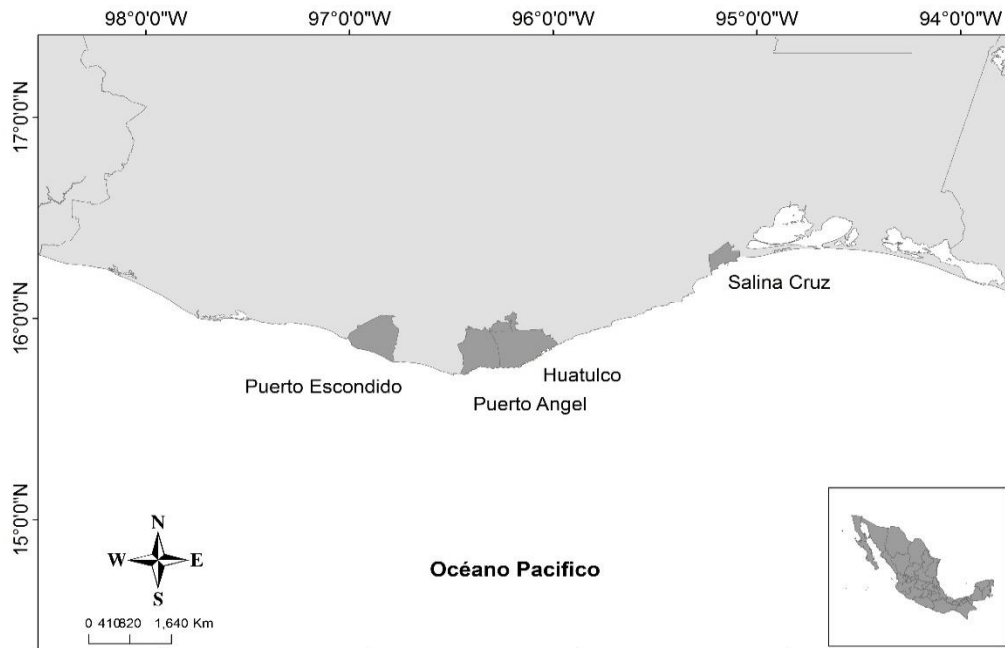 98°0'0"W 97°0'0"W 96°0'0"W 95°0'0"W 94°0'0"W
17°0'0"N
16°0'0"N
15°0'0"N
Salina Cruz
Huatulco
Puerto Escondido
Puerto Angel
Océano Pacifico
N
W E
S
0 410820 1,640 Km